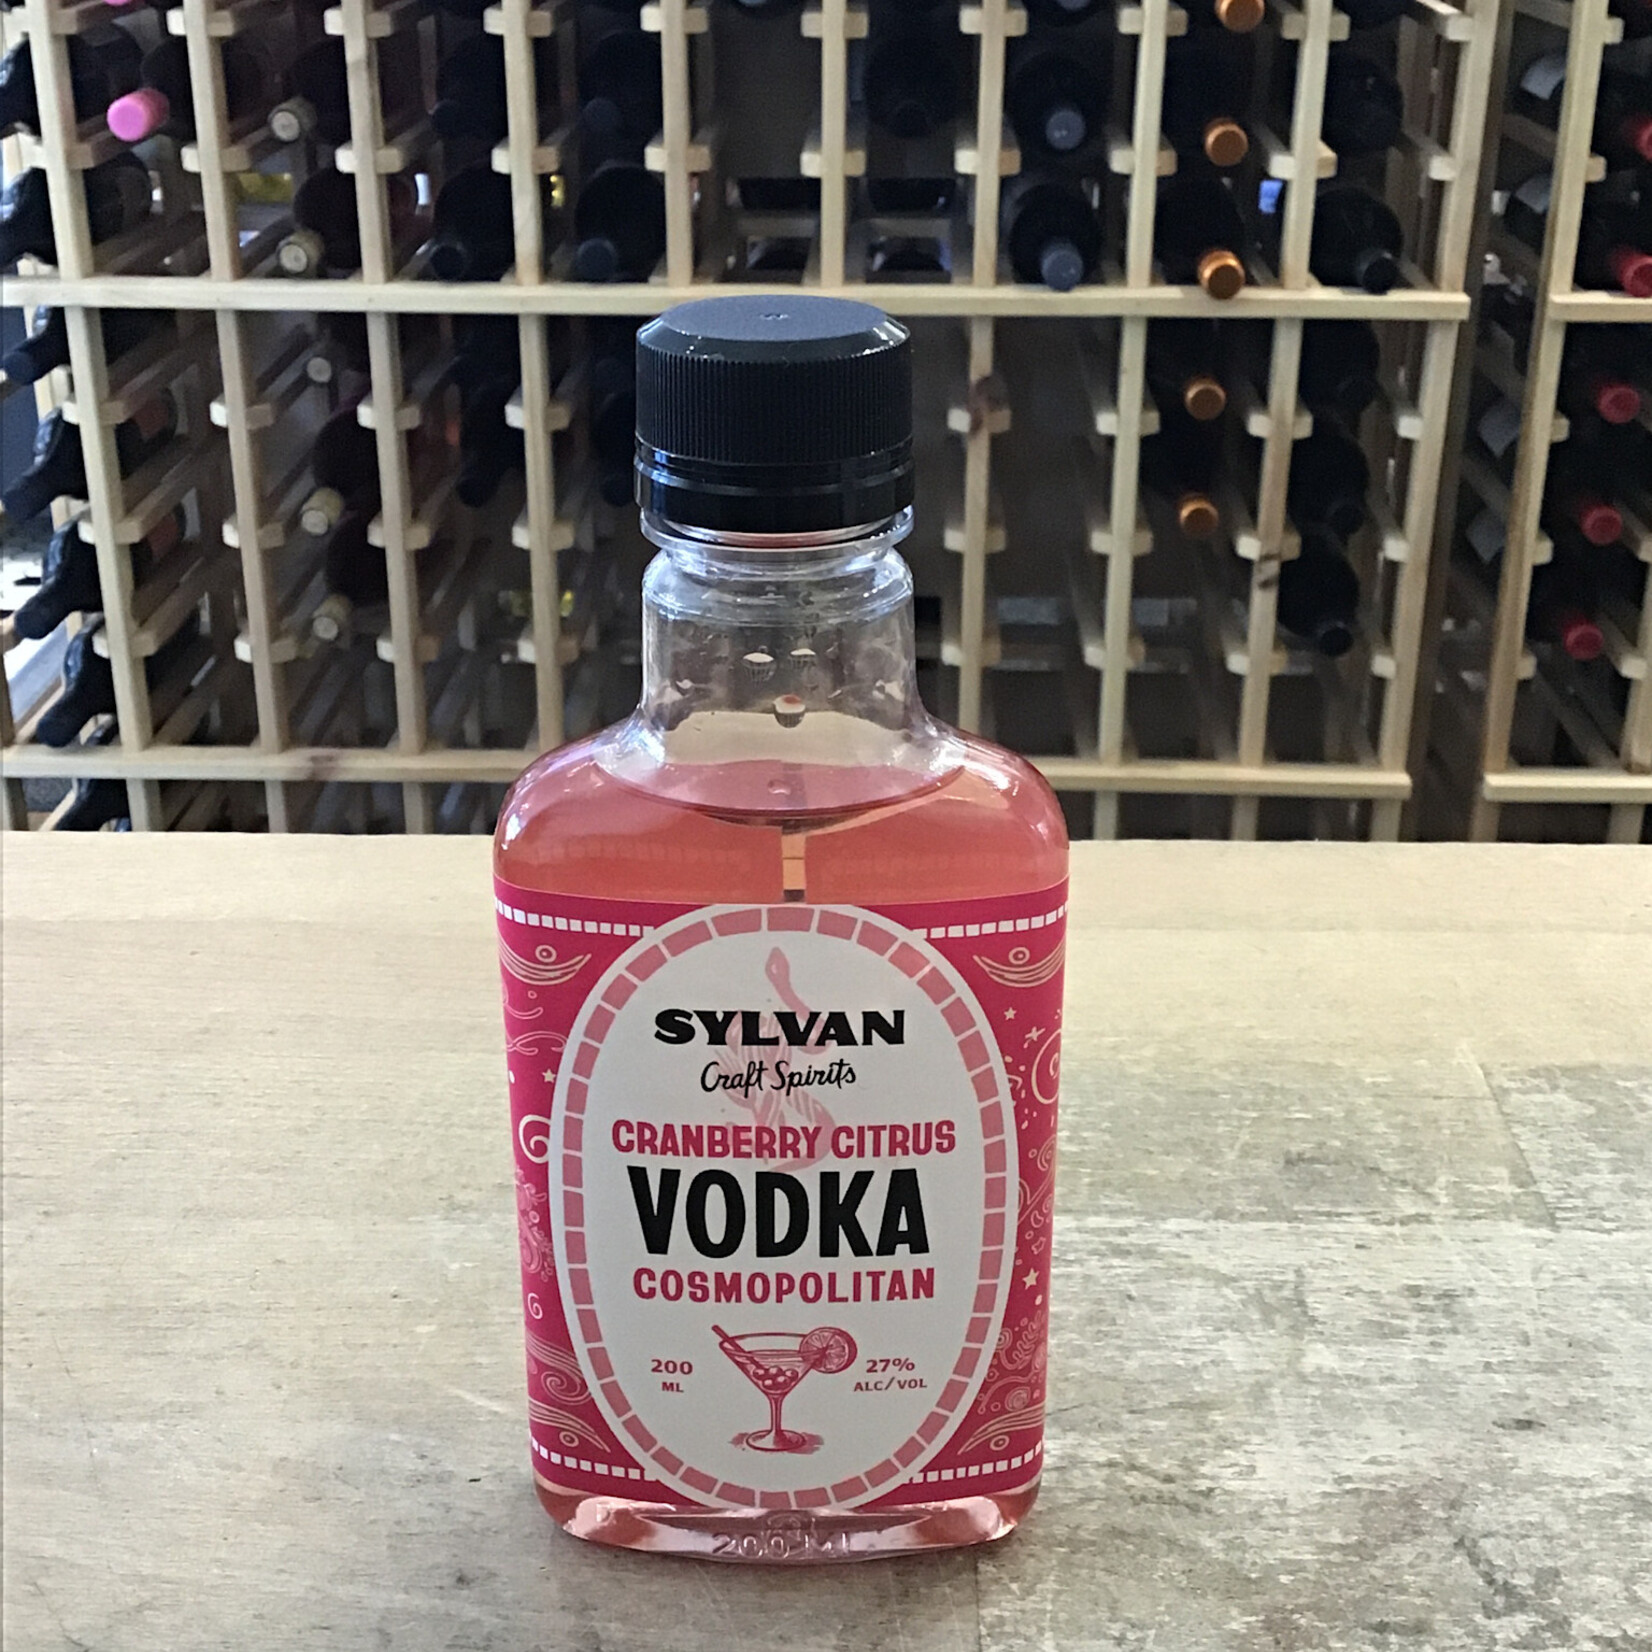 SYLVAN
Craft Spirits
CRANBERRY CITRUS
VODKA
COSMOPOLITAN
200
ML
27%
ALC/VOL
200 ML